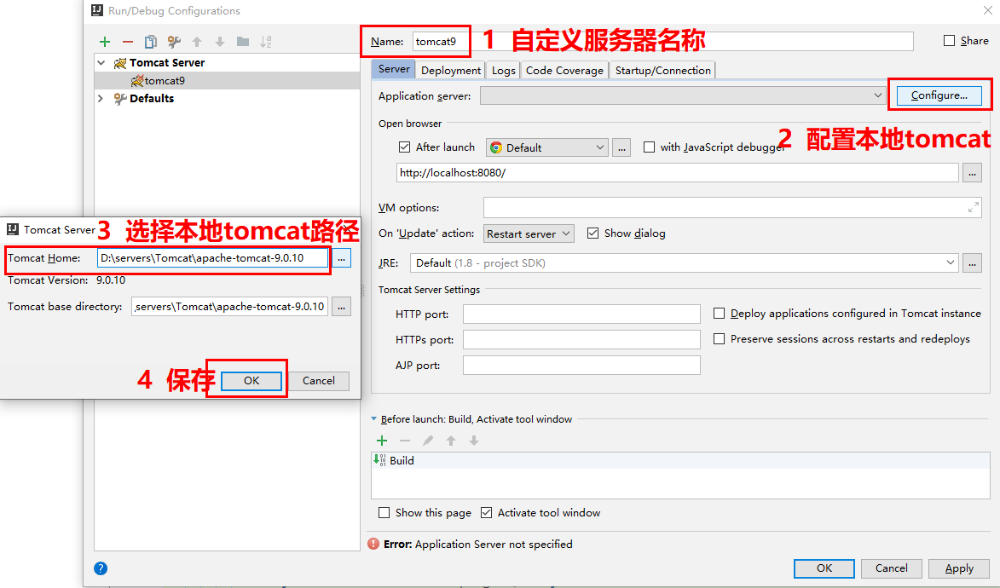 Run/Debug Configurations
Name: tomcat9 1 自定义服务器名称 Share
Tomcat Server
tomcat9
Defaults
Server Deployment Logs Code Coverage Startup/Connection
Application server: Configure...
2 配置本地tomcat
Open browser
After launch Default ... with JavaScript debugger
http://localhost:8080/ ...
VM options:
On 'Update' action: Restart server Show dialog
JRE: Default (1.8 - project SDK) ...
Tomcat Server Settings
HTTP port: Deploy applications configured in Tomcat instance
HTTPs port: Preserve sessions across restarts and redeploys
AJP port:
Tomcat Server 3 选择本地tomcat路径
Tomcat Home: D:\servers\Tomcat\apache-tomcat-9.0.10 ...
Tomcat Version: 9.0.10
Tomcat base directory: \servers\Tomcat\apache-tomcat-9.0.10 ...
4 保存 OK Cancel
Before launch: Build, Activate tool window
Build
Show this page Activate tool window
Error: Application Server not specified
? OK Cancel Apply